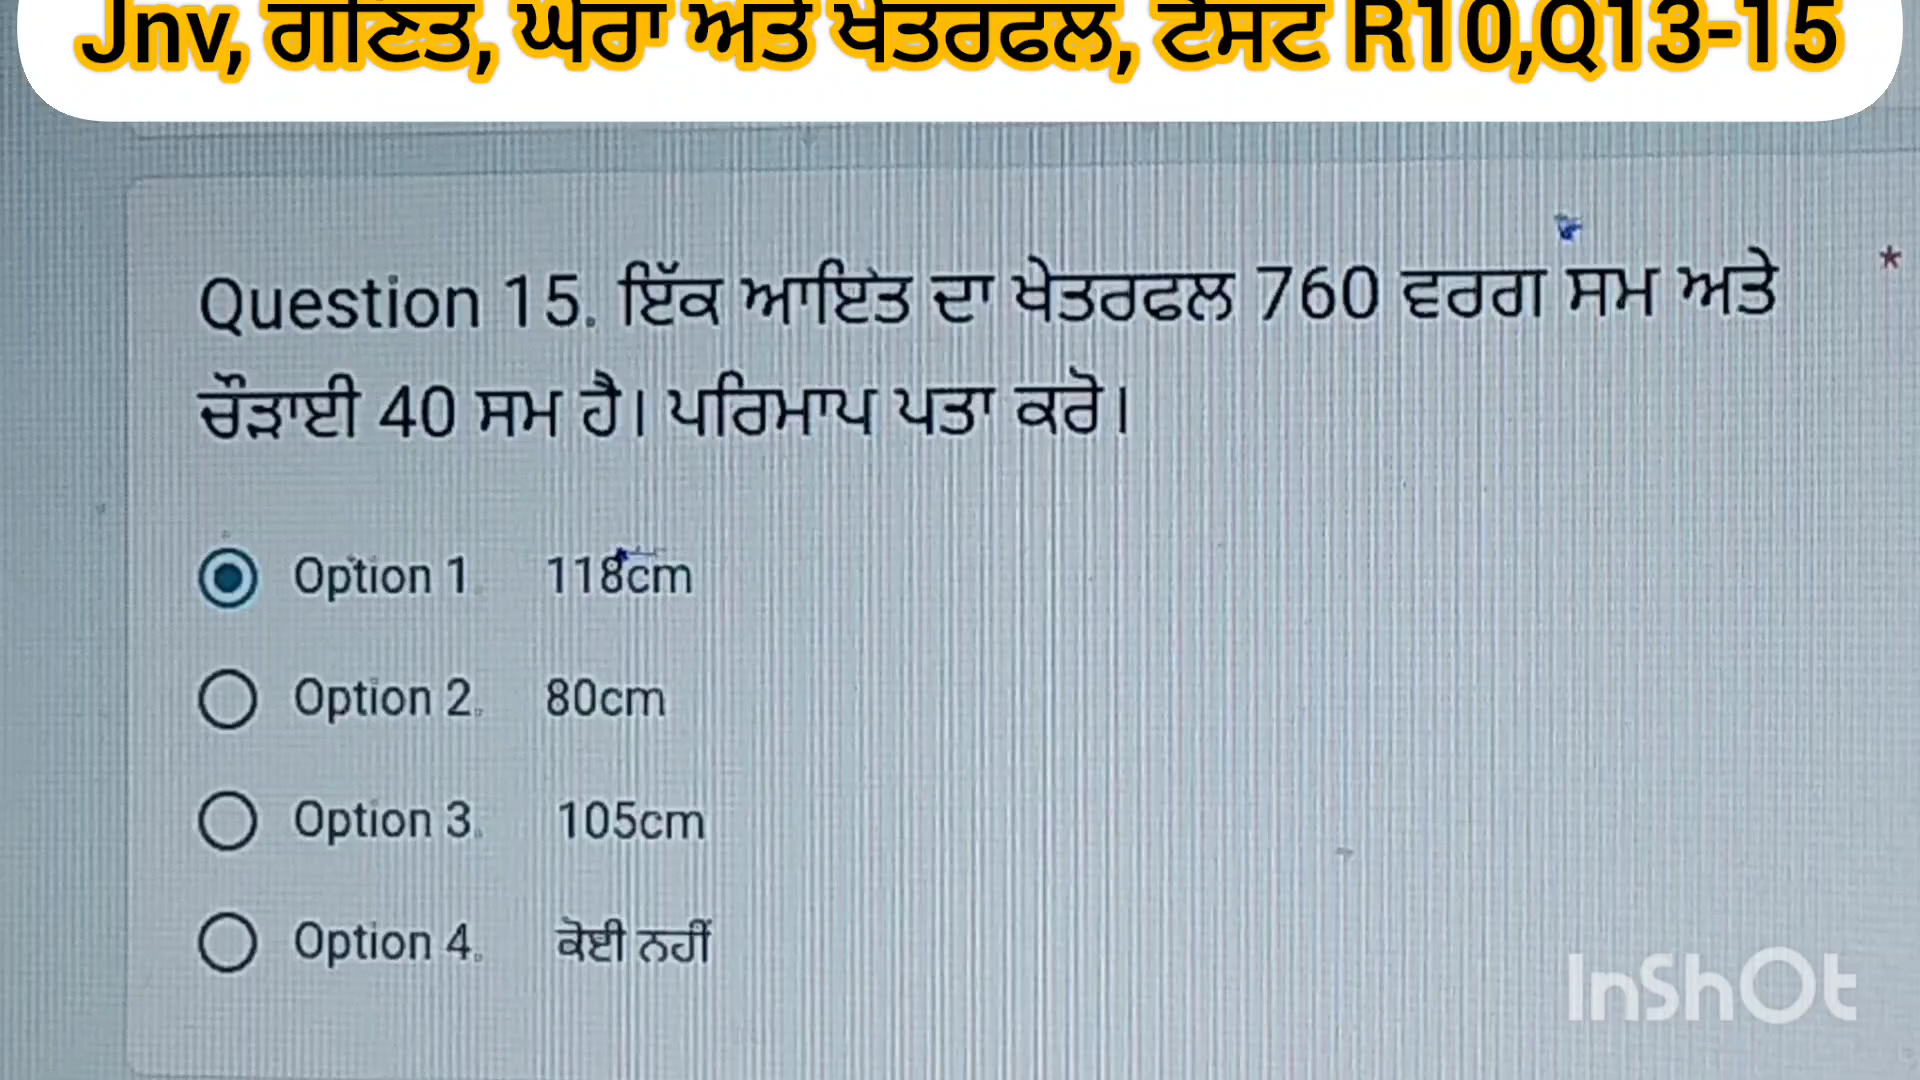 Jnv, ਗਣਿਤ, ਘੇਰਾ ਅਤੇ ਖੇਤਰਫਲ, ਟੈਸਟ R10,Q13-15
Question 15. ਇੱਕ ਆਇਤ ਦਾ ਖੇਤਰਫਲ 760 ਵਰਗ ਸਮ ਅਤੇ *
ਚੌੜਾਈ 40 ਸਮ ਹੈ। ਪਰਿਮਾਪ ਪਤਾ ਕਰੋ।
Option 1. 118cm
Option 2. 80cm
Option 3. 105cm
Option 4. ਕੋਈ ਨਹੀਂ
InShOt